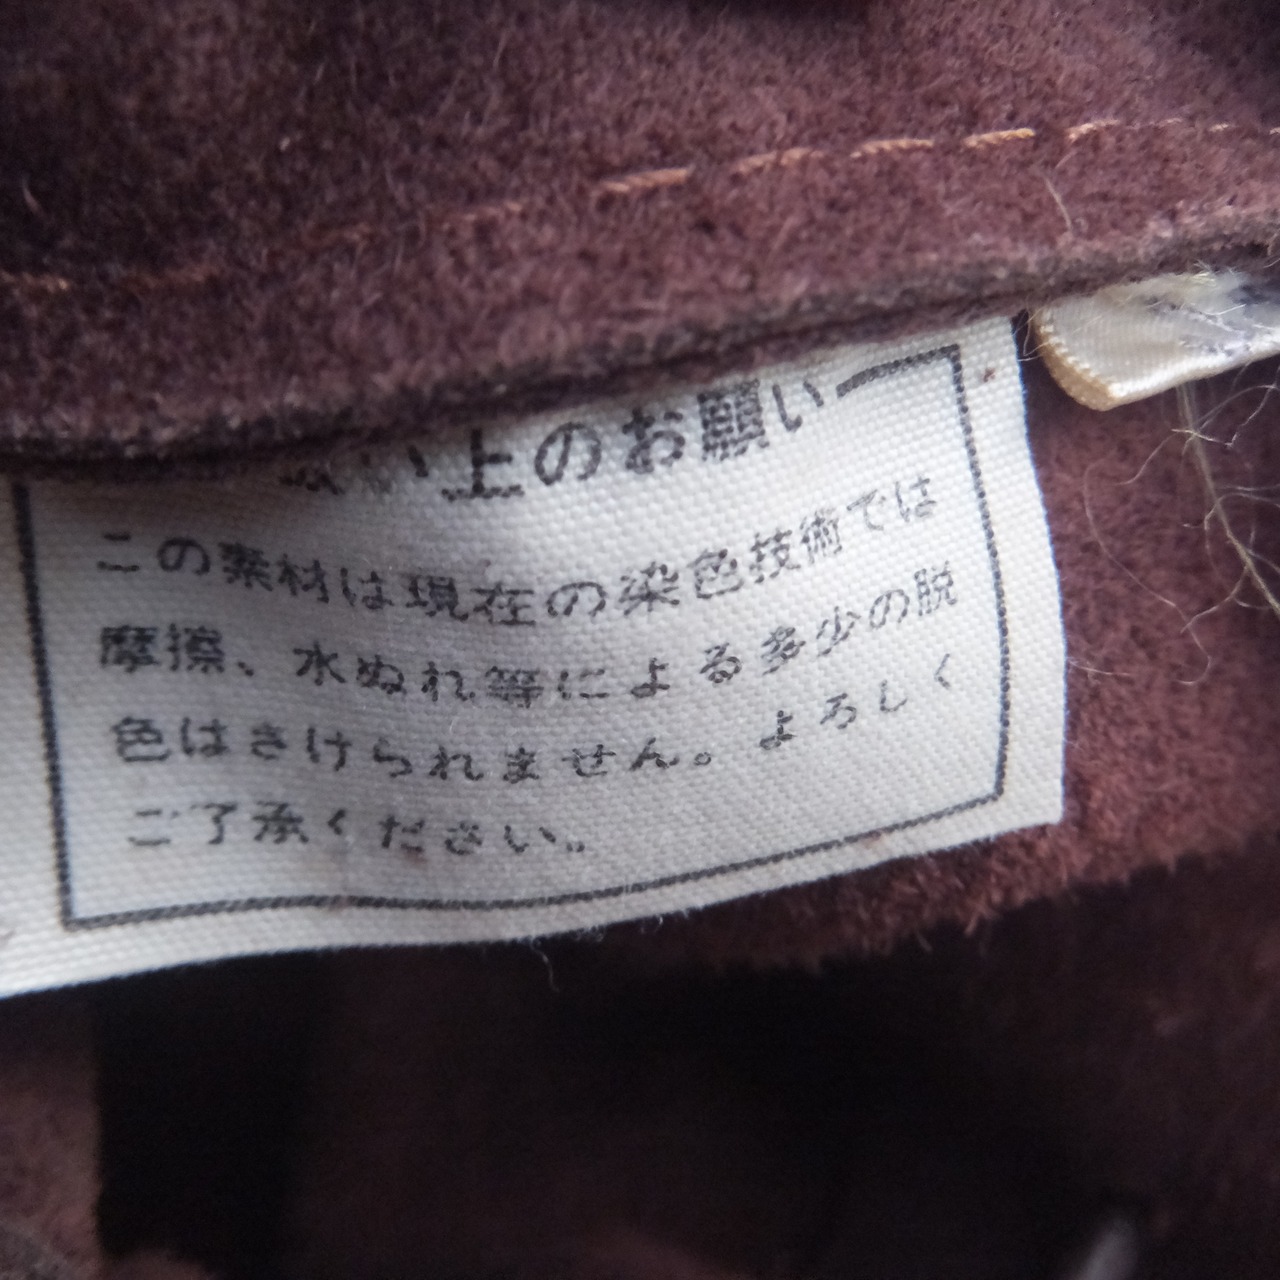 扱い上のお願い
この素材は現在の染色技術では
摩擦、水ぬれ等による多少の脱
色はさけられません。よろしく
ご了承ください。